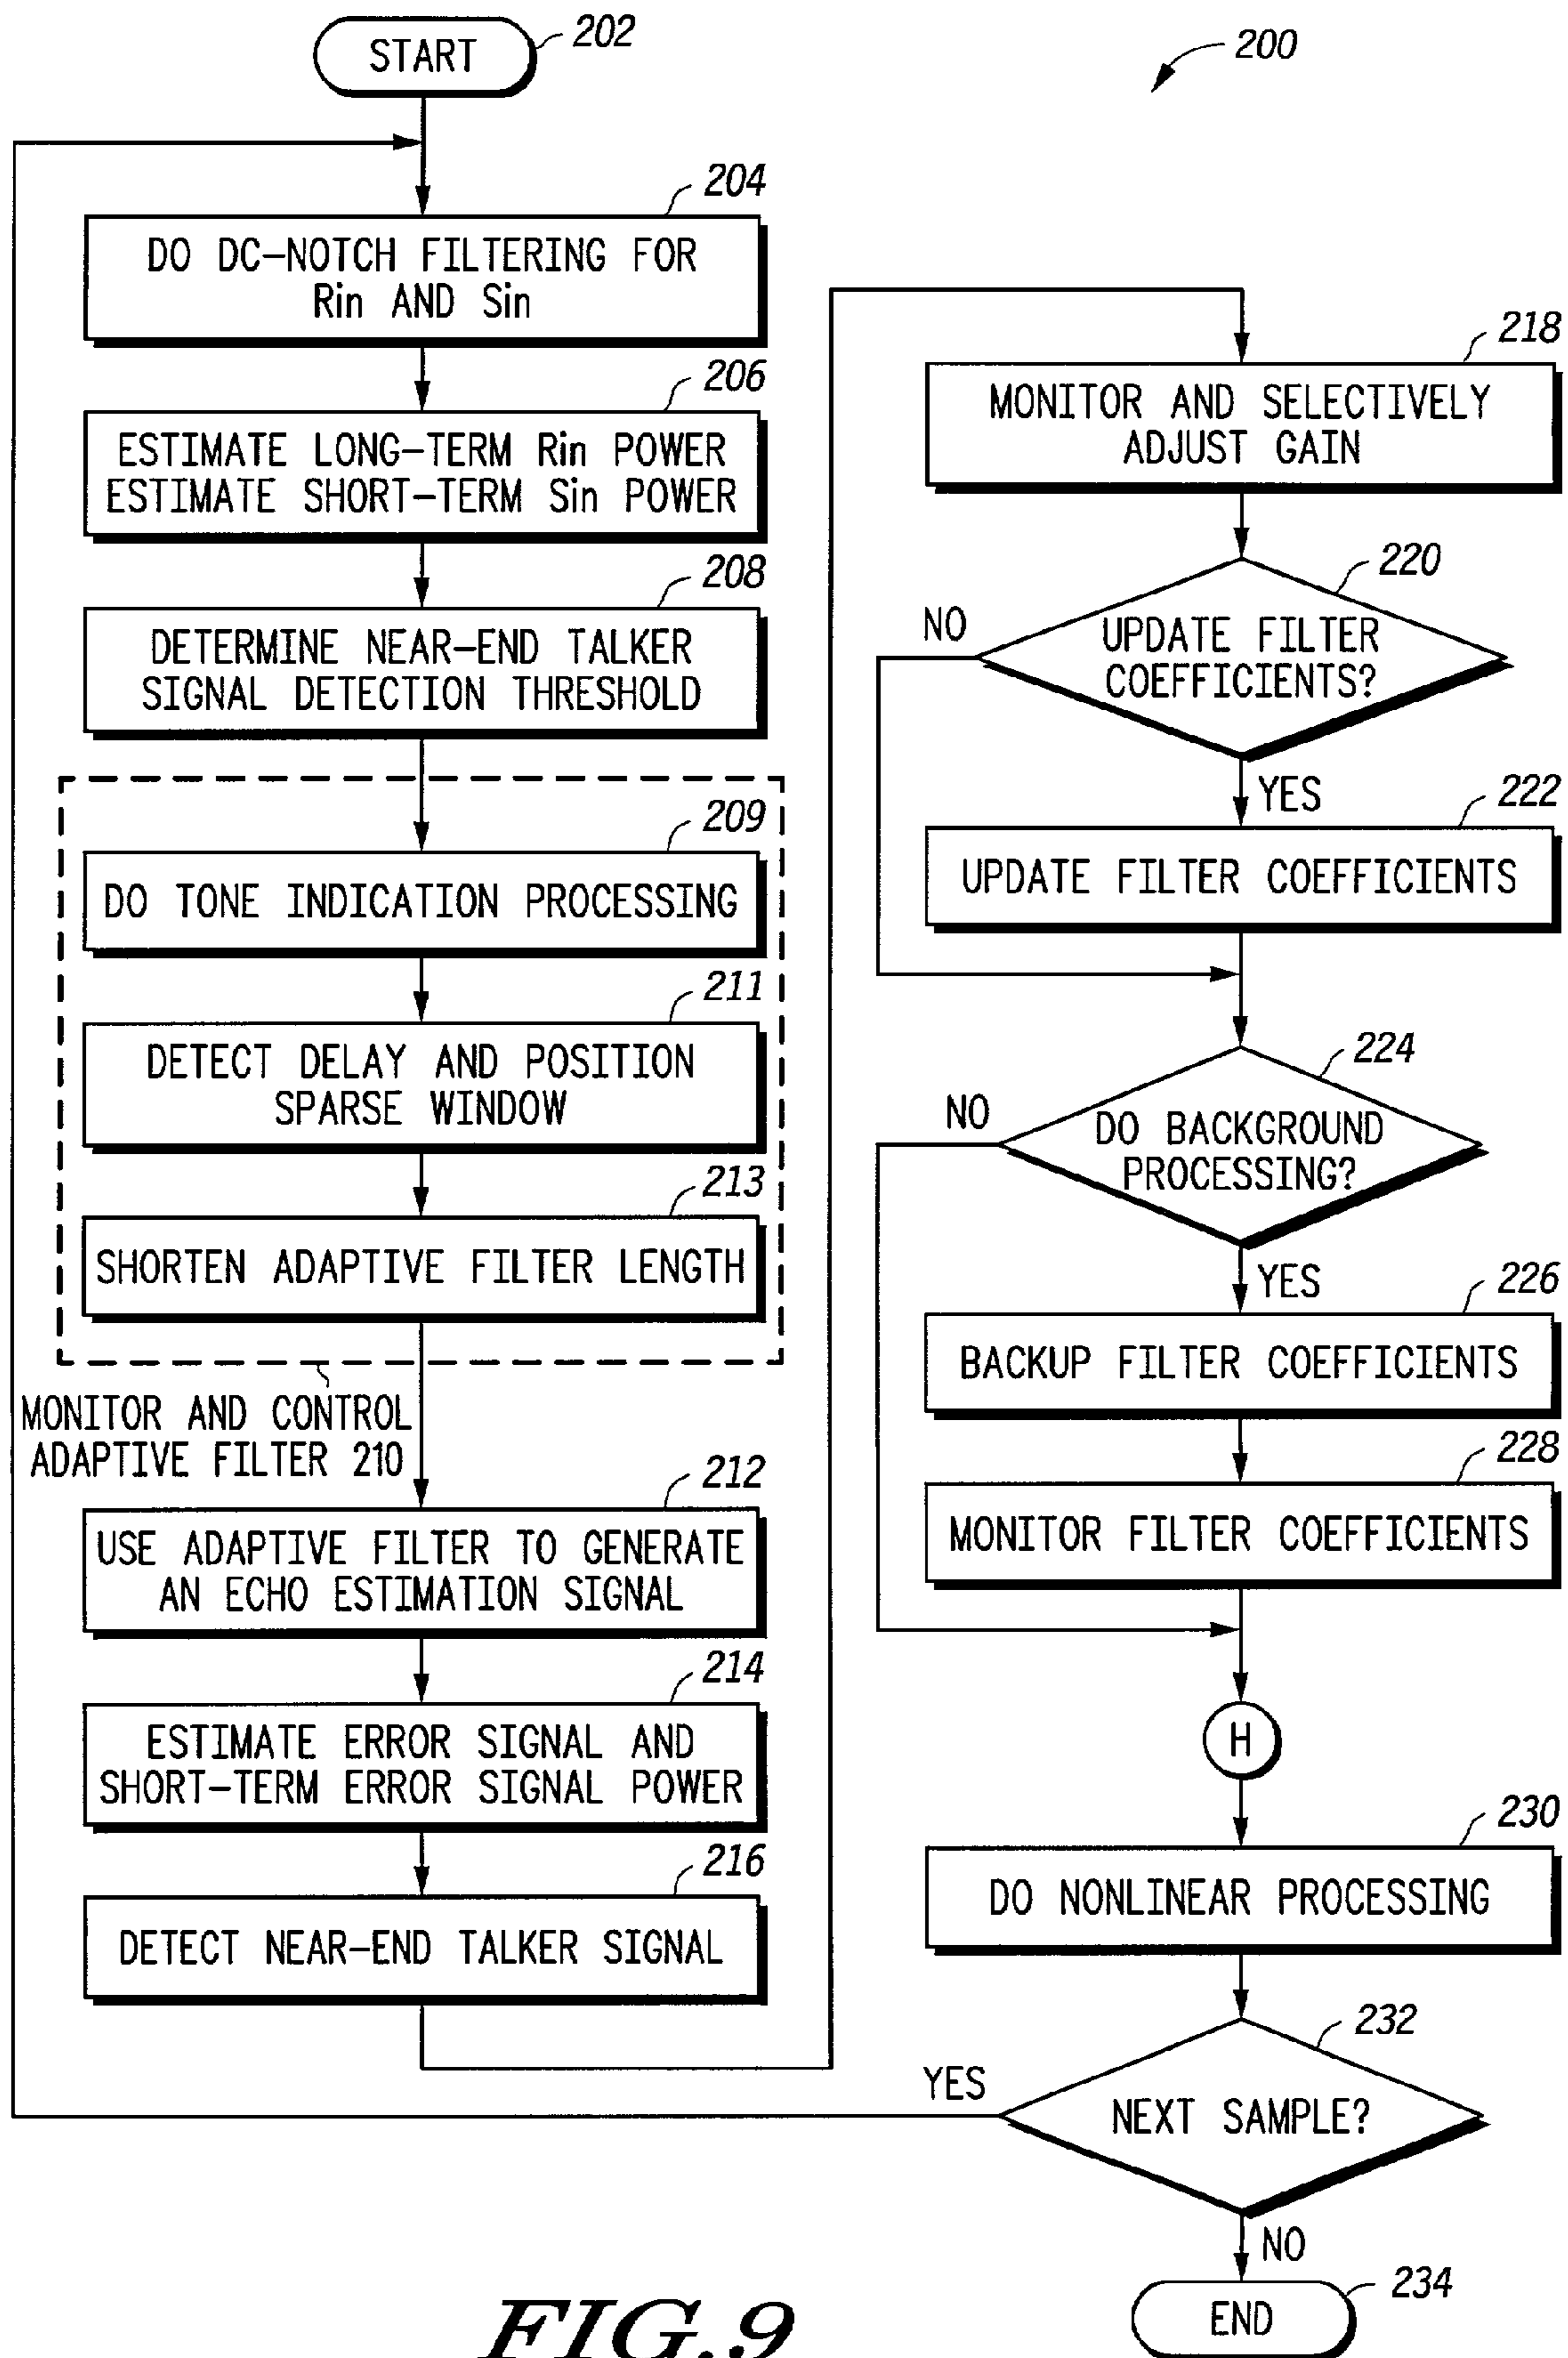 START
202
200
204
DO DC-NOTCH FILTERING FOR
Rin AND Sin
206
ESTIMATE LONG-TERM Rin POWER
ESTIMATE SHORT-TERM Sin POWER
208
DETERMINE NEAR-END TALKER
SIGNAL DETECTION THRESHOLD
209
DO TONE INDICATION PROCESSING
211
DETECT DELAY AND POSITION
SPARSE WINDOW
213
SHORTEN ADAPTIVE FILTER LENGTH
MONITOR AND CONTROL
ADAPTIVE FILTER 210
212
USE ADAPTIVE FILTER TO GENERATE
AN ECHO ESTIMATION SIGNAL
214
ESTIMATE ERROR SIGNAL AND
SHORT-TERM ERROR SIGNAL POWER
216
DETECT NEAR-END TALKER SIGNAL
218
MONITOR AND SELECTIVELY
ADJUST GAIN
220
NO
UPDATE FILTER
COEFFICIENTS?
YES
222
UPDATE FILTER COEFFICIENTS
224
NO
DO BACKGROUND
PROCESSING?
YES
226
BACKUP FILTER COEFFICIENTS
228
MONITOR FILTER COEFFICIENTS
H
230
DO NONLINEAR PROCESSING
232
YES
NEXT SAMPLE?
NO
234
END
FIG.9